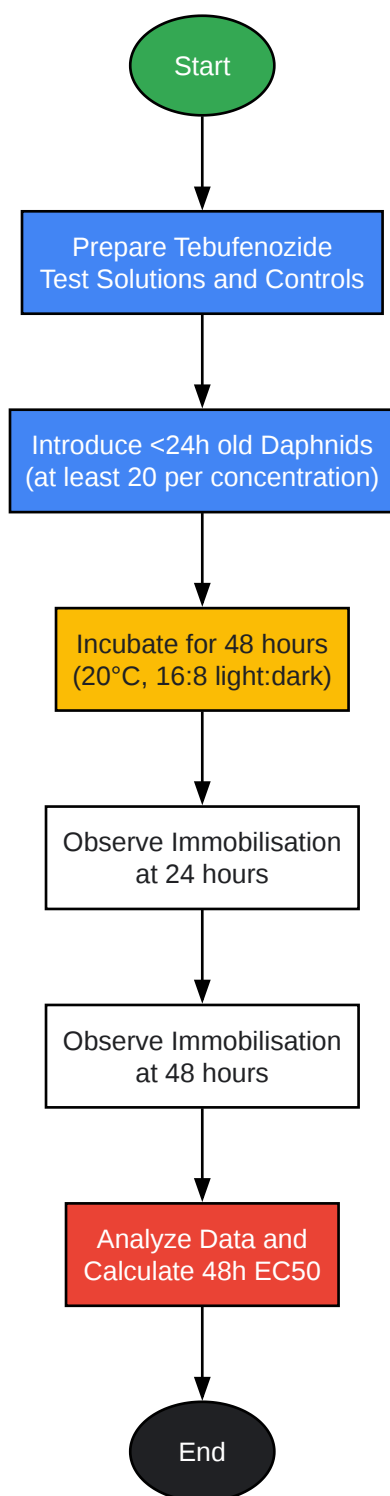 Start
Prepare Tebufenozide
Test Solutions and Controls
Introduce <24h old Daphnids
(at least 20 per concentration)
Incubate for 48 hours
(20°C, 16:8 light:dark)
Observe Immobilisation
at 24 hours
Observe Immobilisation
at 48 hours
Analyze Data and
Calculate 48h EC50
End